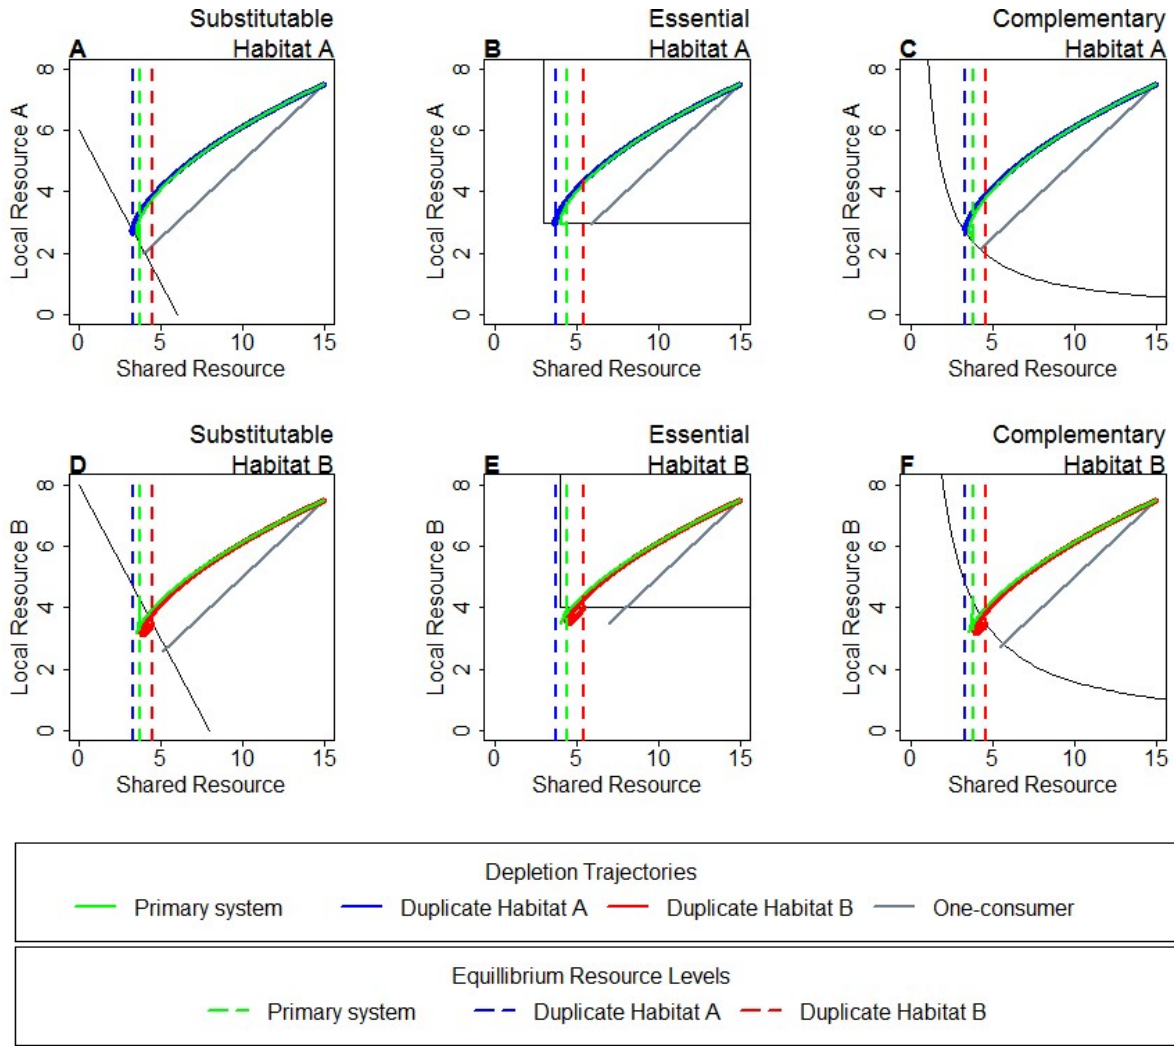 Substitutable
Essential
Complementary
A
Habitat A
B
Habitat A
C
Habitat A
Local Resource A
0 2 4 6 8
0 5 10 15
Shared Resource
Local Resource A
0 2 4 6 8
0 5 10 15
Shared Resource
Local Resource A
0 2 4 6 8
0 5 10 15
Shared Resource
Substitutable
Essential
Complementary
D
Habitat B
E
Habitat B
F
Habitat B
Local Resource B
0 2 4 6 8
0 5 10 15
Shared Resource
Local Resource B
0 2 4 6 8
0 5 10 15
Shared Resource
Local Resource B
0 2 4 6 8
0 5 10 15
Shared Resource
Depletion Trajectories
Primary system Duplicate Habitat A Duplicate Habitat B One-consumer
Equillibrium Resource Levels
Primary system Duplicate Habitat A Duplicate Habitat B